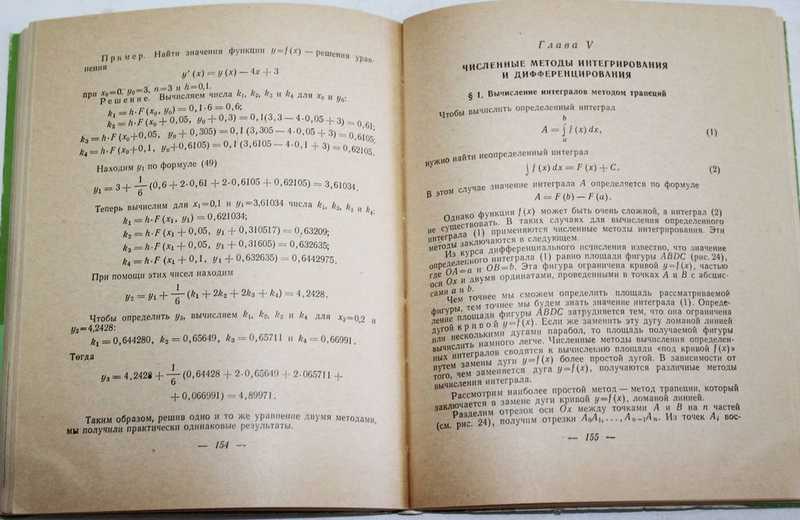 Пример. Найти значения функции y=f(x) — решения урав-
нения
y′ (x) = y (x) — 4x + 3
при x₀=0, y₀=3, n=3 и h=0,1.
Решение. Вычисляем числа k₁, k₂, k₃ и k₄ для x₀ и y₀:
k₁ = h·F (x₀, y₀) = 0,1·6 = 0,6;
k₂ = h·F (x₀ + 0,05, y₀ + 0,3) = 0,1(3,3 — 4·0,05 + 3) = 0,61;
k₃ = h·F (x₀+0,05, y₀ + 0,305) = 0,1 (3,305 — 4·0,05 + 3) = 0,6105;
k₄ = h·F (x₀+0,1, y₀+0,6105) = 0,1 (3,6105 — 4·0,1 + 3) = 0,62105.
Находим y₁ по формуле (49)
y₁ = 3 + 1/6 (0,6 + 2·0,61 + 2·0,6105 + 0,62105) = 3,61034.
Теперь вычислим для x₁=0,1 и y₁=3,61034 числа k₁, k₂, k₃ и k₄.
k₁ = h·F (x₁, y₁) = 0,621034;
k₂ = h·F (x₁ + 0,05, y₁ + 0,310517) = 0,63209;
k₃ = h·F (x₁ + 0,05, y₁ + 0,31605) = 0,632635;
k₄ = h·F (x₁ + 0,1, y₁ + 0,632635) = 0,6442975.
При помощи этих чисел находим
y₂ = y₁ + 1/6 (k₁ + 2k₂ + 2k₃ + k₄) = 4,2428.
Чтобы определить y₃, вычисляем k₁, k₂, k₃ и k₄ для x₂=0,2 и
y₂=4,2428:
k₁ = 0,644280, k₂ = 0,65649, k₃ = 0,65711 и k₄ = 0,66991.
Тогда
y₃ = 4,2428 + 1/6 (0,64428 + 2·0,65649 + 2·065711 +
+ 0,066991) = 4,89971.
Таким образом, решив одно и то же уравнение двумя методами,
мы получили практически одинаковые результаты.
— 154 —
Глава V
ЧИСЛЕННЫЕ МЕТОДЫ ИНТЕГРИРОВАНИЯ
И ДИФФЕРЕНЦИРОВАНИЯ
§ 1. Вычисление интегралов методом трапеций
Чтобы вычислить определенный интеграл
A = ∫ₐᵇ f (x) dx, (1)
нужно найти неопределенный интеграл
∫ f (x) dx = F (x) + C. (2)
В этом случае значение интеграла A определяется по формуле
A = F (b) — F (a).
Однако функция f (x) может быть очень сложной, а интеграл (2)
не существовать. В таких случаях для вычисления определенного
интеграла (1) применяются численные методы интегрирования. Эти
методы заключаются в следующем.
Из курса дифференциального исчисления известно, что значение
определенного интеграла (1) равно площади фигуры ABDC (рис. 24),
где OA=a и OB=b. Эта фигура ограничена кривой y=f(x), частью
оси Ox и двумя ординатами, проведенными в точках A и B с абсцис-
сами a и b.
Чем точнее мы сможем определить площадь рассматриваемой
фигуры, тем точнее мы будем знать значение интеграла (1). Опреде-
ление площади фигуры ABDC затрудняется тем, что она ограничена
дугой кривой y=f(x). Если же заменить эту дугу ломаной линией
или несколькими дугами парабол, то площадь получаемой фигуры
вычислить намного легче. Численные методы вычисления определен-
ных интегралов сводятся к вычислению площади «под кривой f(x)»
путем замены дуги y=f(x) более простой дугой. В зависимости от
того, чем заменяется дуга y=f(x), получаются различные методы
вычисления интеграла.
Рассмотрим наиболее простой метод — метод трапеции, который
заключается в замене дуги кривой y=f(x), ломаной линией.
Разделим отрезок оси Ox между точками A и B на n частей
(см. рис. 24), получим отрезки A₀A₁,...,Aₙ₋₁Aₙ. Из точек Aᵢ вос-
— 155 —